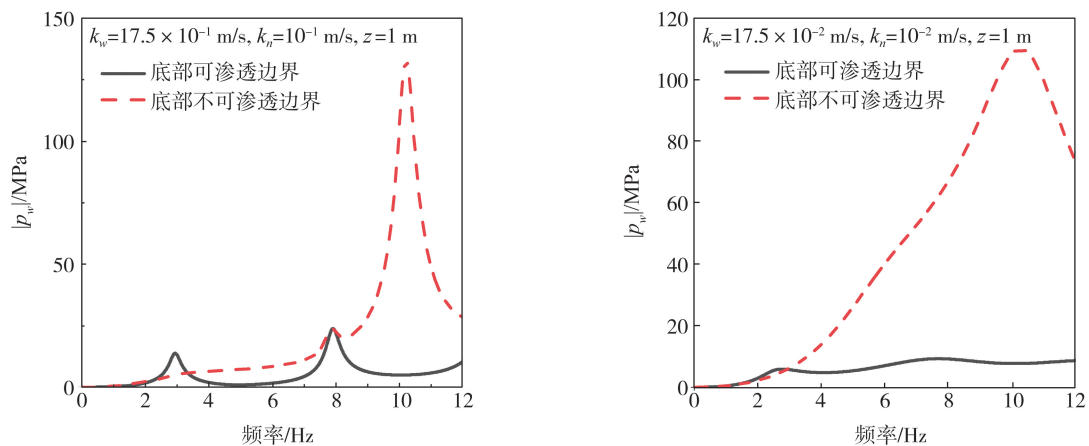 k_w=17.5 × 10⁻¹ m/s, k_n=10⁻¹ m/s, z=1 m
底部可渗透边界
底部不可渗透边界
|p_w|/MPa
150
100
50
0
0 2 4 6 8 10 12
频率/Hz
k_w=17.5 × 10⁻² m/s, k_n=10⁻² m/s, z=1 m
底部可渗透边界
底部不可渗透边界
|p_w|/MPa
120
100
80
60
40
20
0
0 2 4 6 8 10 12
频率/Hz